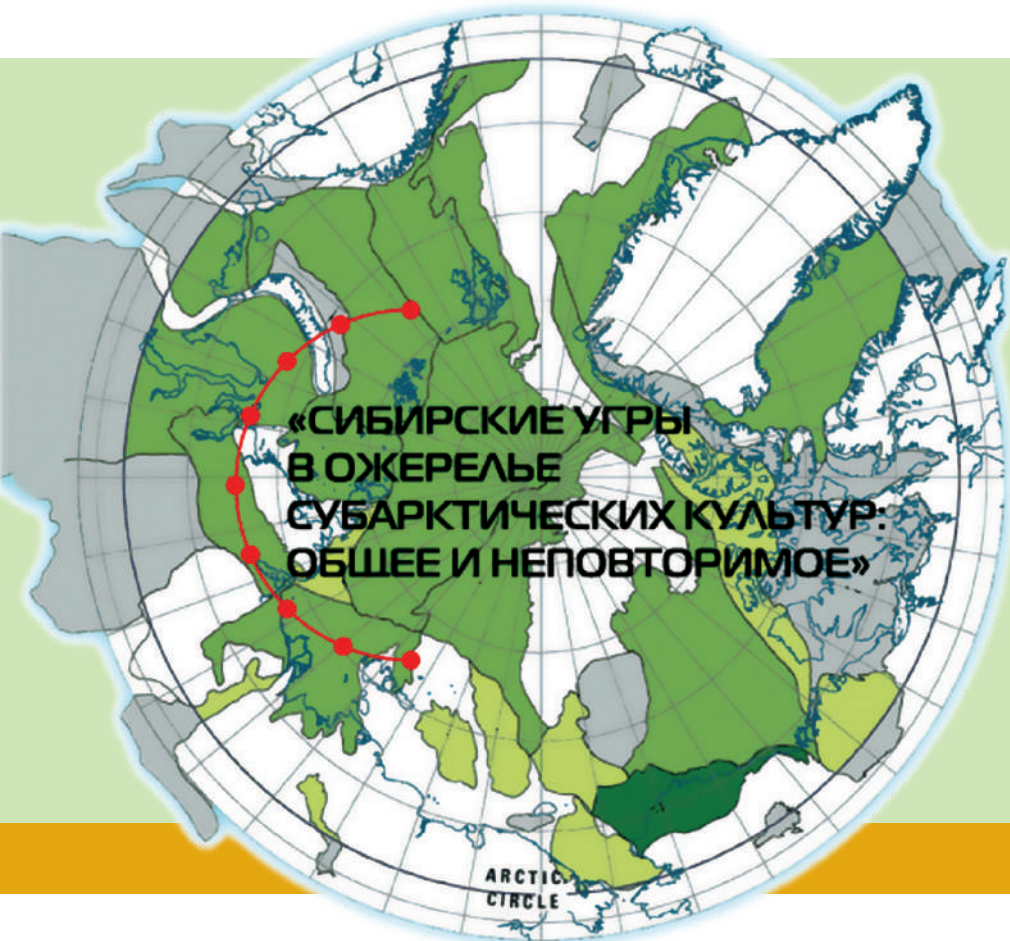 «СИБИРСКИЕ УГРЫ
В ОЖЕРЕЛЬЕ
СУБАРКТИЧЕСКИХ КУЛЬТУР:
ОБЩЕЕ И НЕПОВТОРИМОЕ»
ARCTIC
CIRCLE